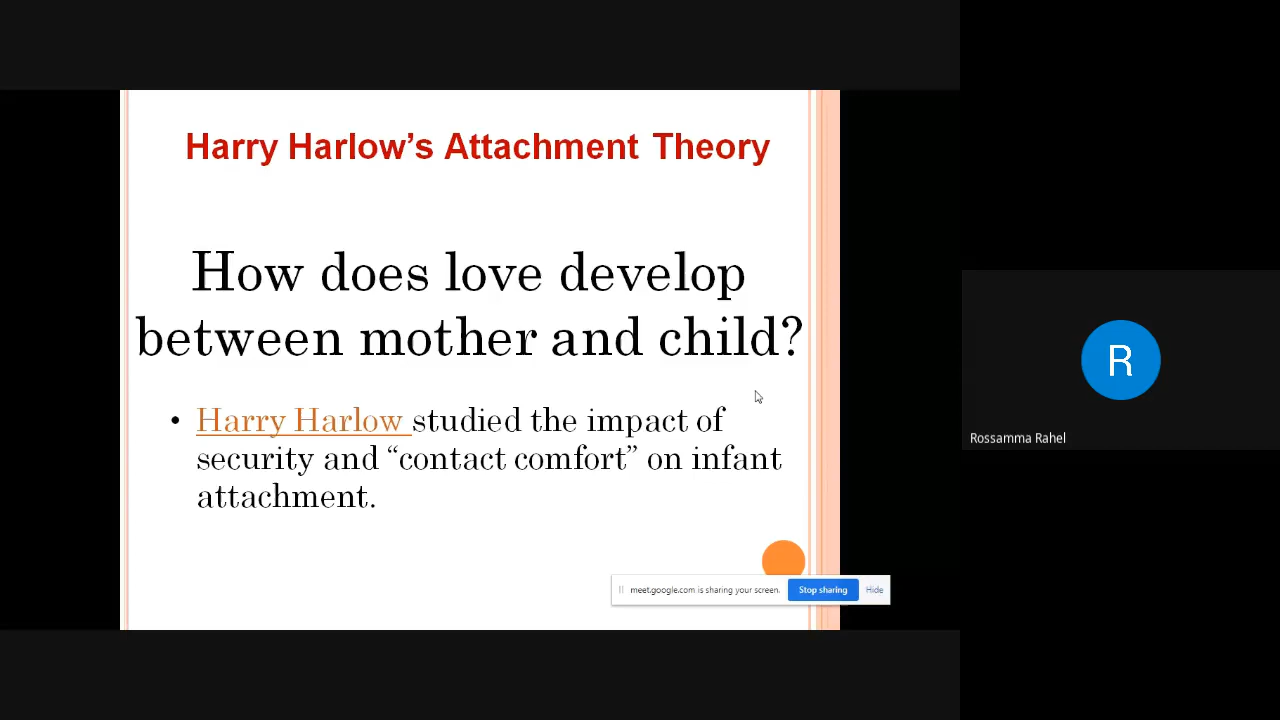 Harry Harlow’s Attachment Theory
How does love develop
between mother and child?
• Harry Harlow studied the impact of
security and “contact comfort” on infant
attachment.
R
Rossamma Rahel
meet.google.com is sharing your screen.
Stop sharing
Hide